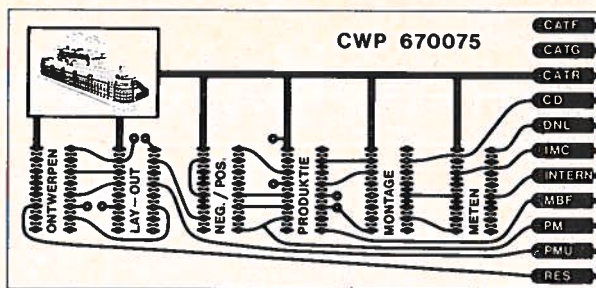 CWP 670075
CATF
CATG
CATR
CD
DNL
IMC
INTERN
MBF
PM
PMU
RES
ONTWERPEN
LAY-OUT
NEG./POS.
PRODUKTIE
MONTAGE
METEN